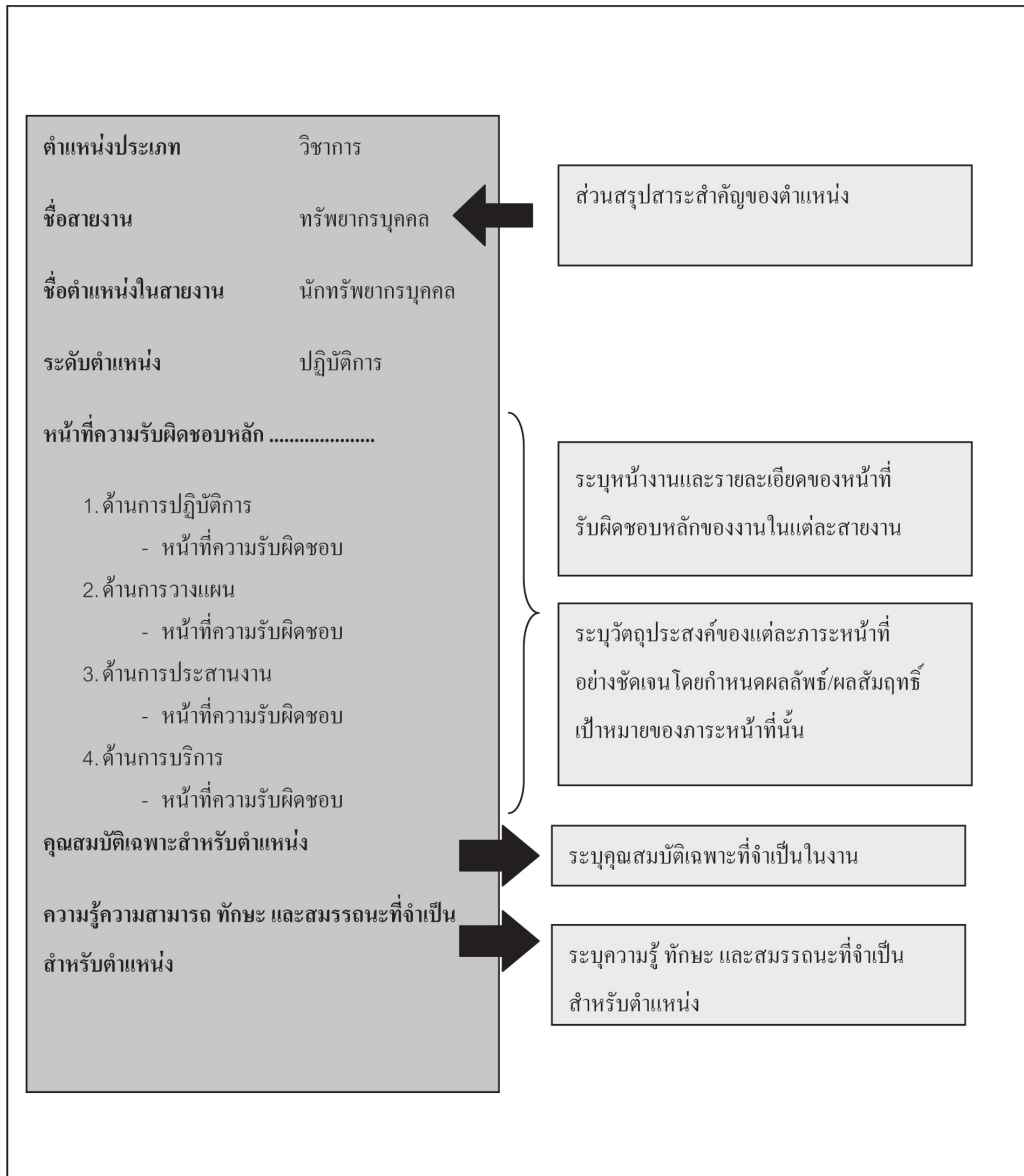 ตำแหน่งประเภท วิชาการ
ชื่อสายงาน ทรัพยากรบุคคล
ชื่อตำแหน่งในสายงาน นักทรัพยากรบุคคล
ระดับตำแหน่ง ปฏิบัติการ
หน้าที่ความรับผิดชอบหลัก .....................
1. ด้านการปฏิบัติการ
- หน้าที่ความรับผิดชอบ
2. ด้านการวางแผน
- หน้าที่ความรับผิดชอบ
3. ด้านการประสานงาน
- หน้าที่ความรับผิดชอบ
4. ด้านการบริการ
- หน้าที่ความรับผิดชอบ
คุณสมบัติเฉพาะสำหรับตำแหน่ง
ความรู้ความสามารถ ทักษะ และสมรรถนะที่จำเป็น
สำหรับตำแหน่ง
ส่วนสรุปสาระสำคัญของตำแหน่ง
ระบุหน้างานและรายละเอียดของหน้าที่
รับผิดชอบหลักของงานในแต่ละสายงาน
ระบุวัตถุประสงค์ของแต่ละภาระหน้าที่
อย่างชัดเจนโดยกำหนดผลลัพธ์/ผลสัมฤทธิ์
เป้าหมายของภาระหน้าที่นั้น
ระบุคุณสมบัติเฉพาะที่จำเป็นในงาน
ระบุความรู้ ทักษะ และสมรรถนะที่จำเป็น
สำหรับตำแหน่ง